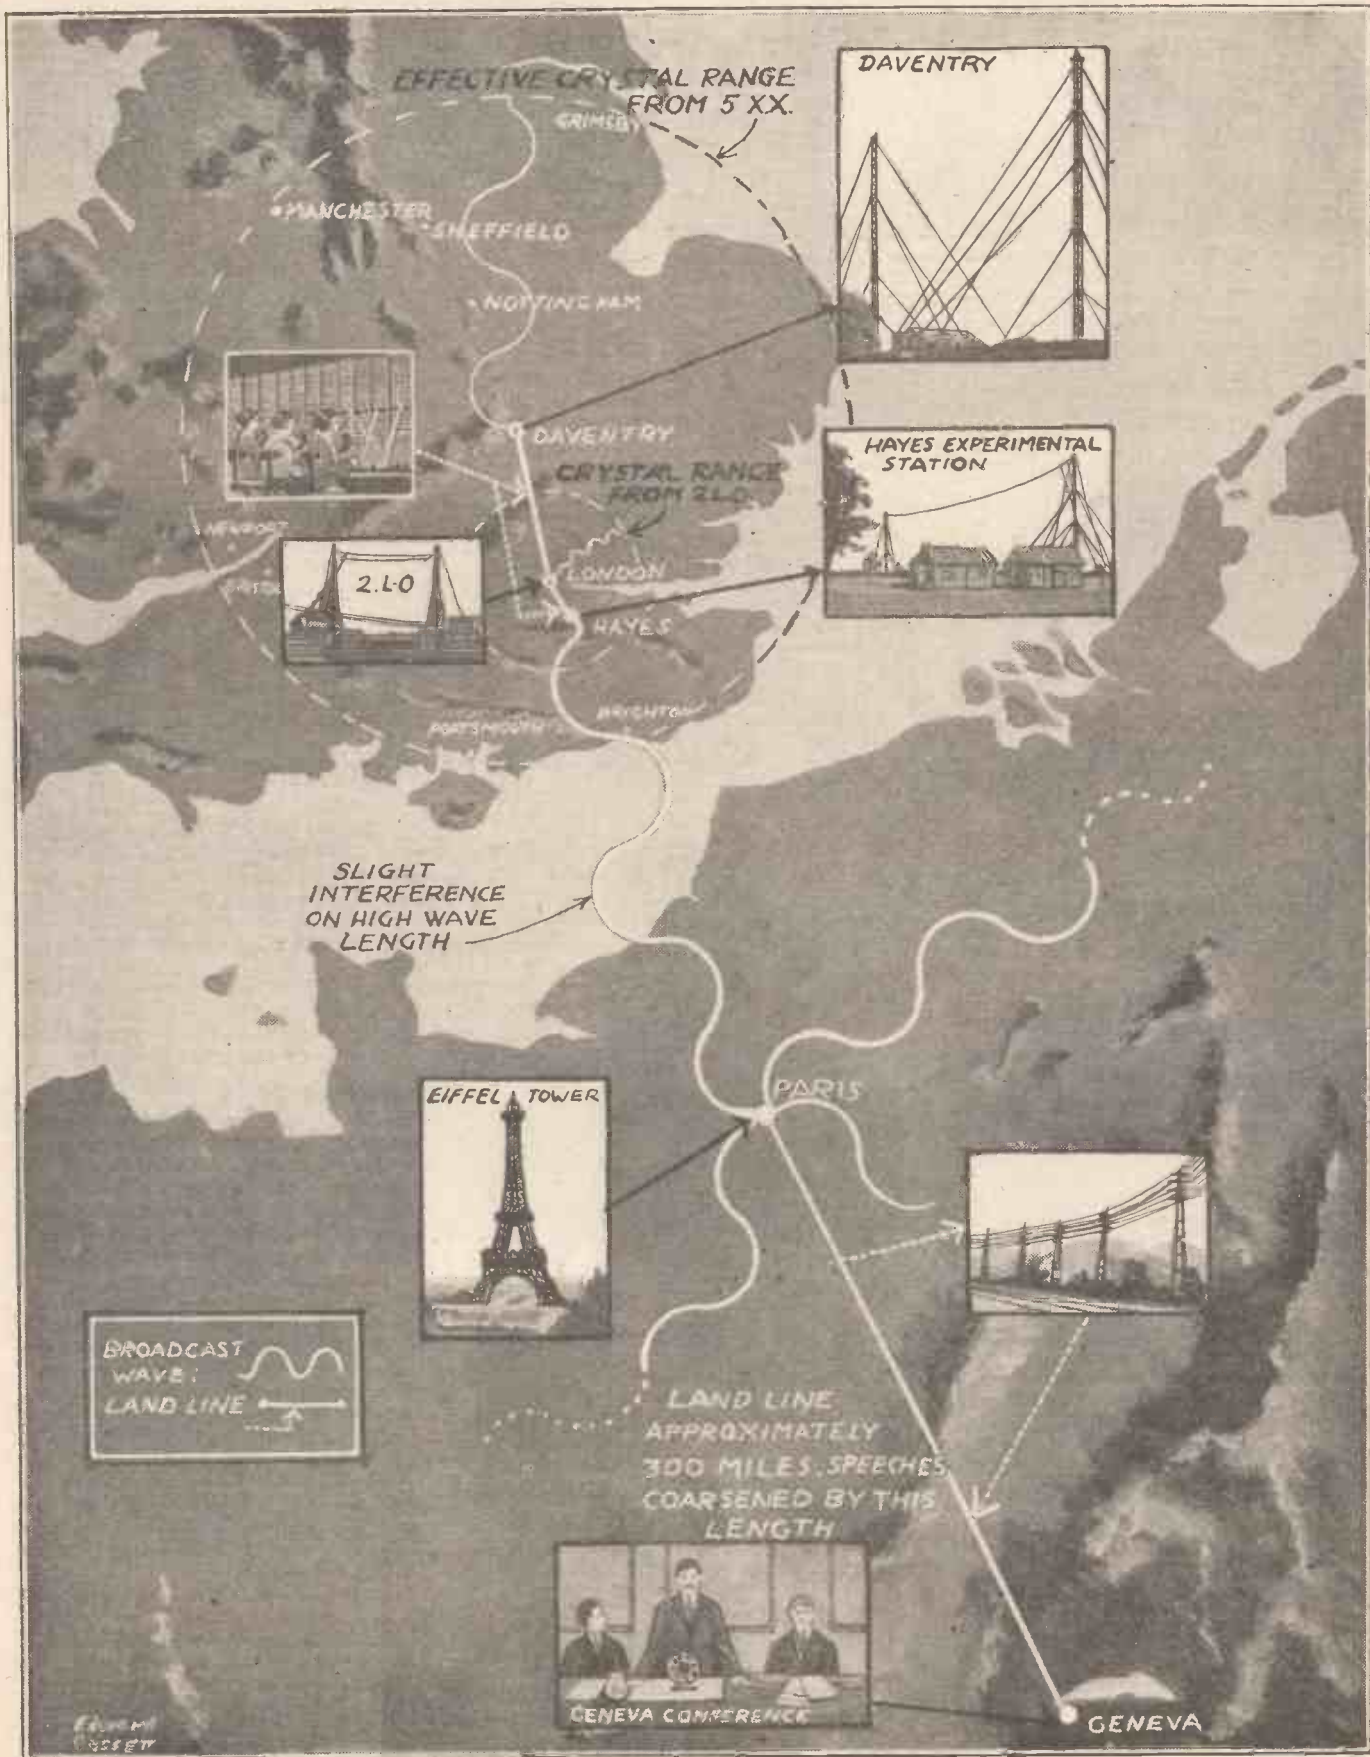 EFFECTIVE CRYSTAL RANGE
FROM 5 XX.
DAVENTRY
GRIMSBY
MANCHESTER
SHEFFIELD
NOTTINGHAM
DAVENTRY
HAYES EXPERIMENTAL
STATION
CRYSTAL RANGE
FROM 2LO.
NEWPORT
2.L-O
LONDON
HAYES
BRIGHTON
PORTSMOUTH
SLIGHT
INTERFERENCE
ON HIGH WAVE
LENGTH
PARIS
EIFFEL TOWER
BROADCAST
WAVE:
LAND LINE
LAND LINE
APPROXIMATELY
300 MILES. SPEECHES
COARSENED BY THIS
LENGTH
GENEVA CONFERENCE
GENEVA